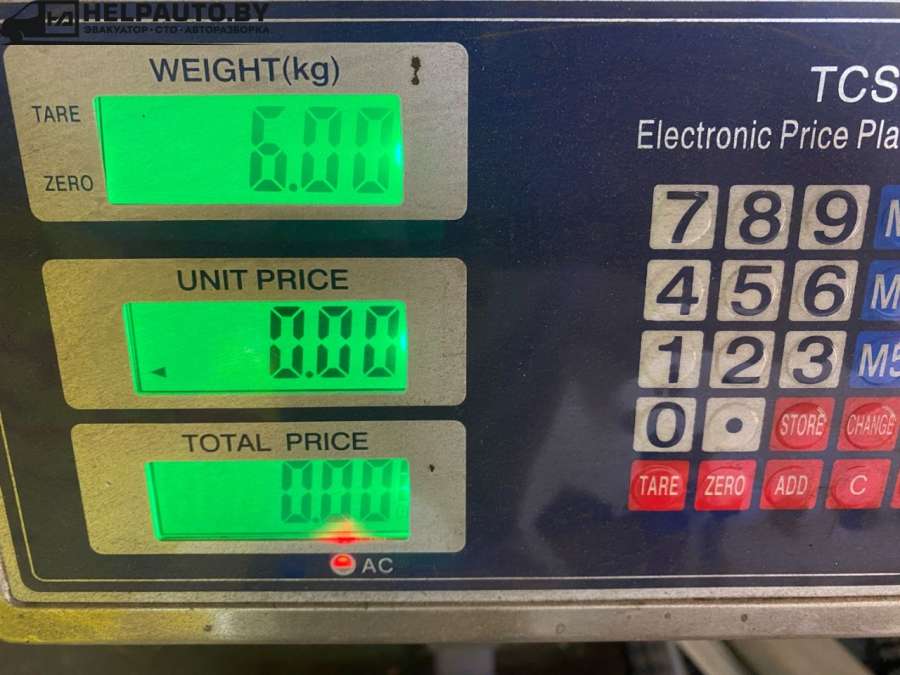 HELPAUTO.BY
ЭВАКУАТОР • СТО • АВТОРАЗБОРКА
WEIGHT(kg)
TARE
6.00
ZERO
UNIT PRICE
0.00
TOTAL PRICE
0.00
AC
TCS
Electronic Price Pla
7 8 9 M
4 5 6 M
1 2 3 M5
0 • STORE CHANGE
TARE ZERO ADD C